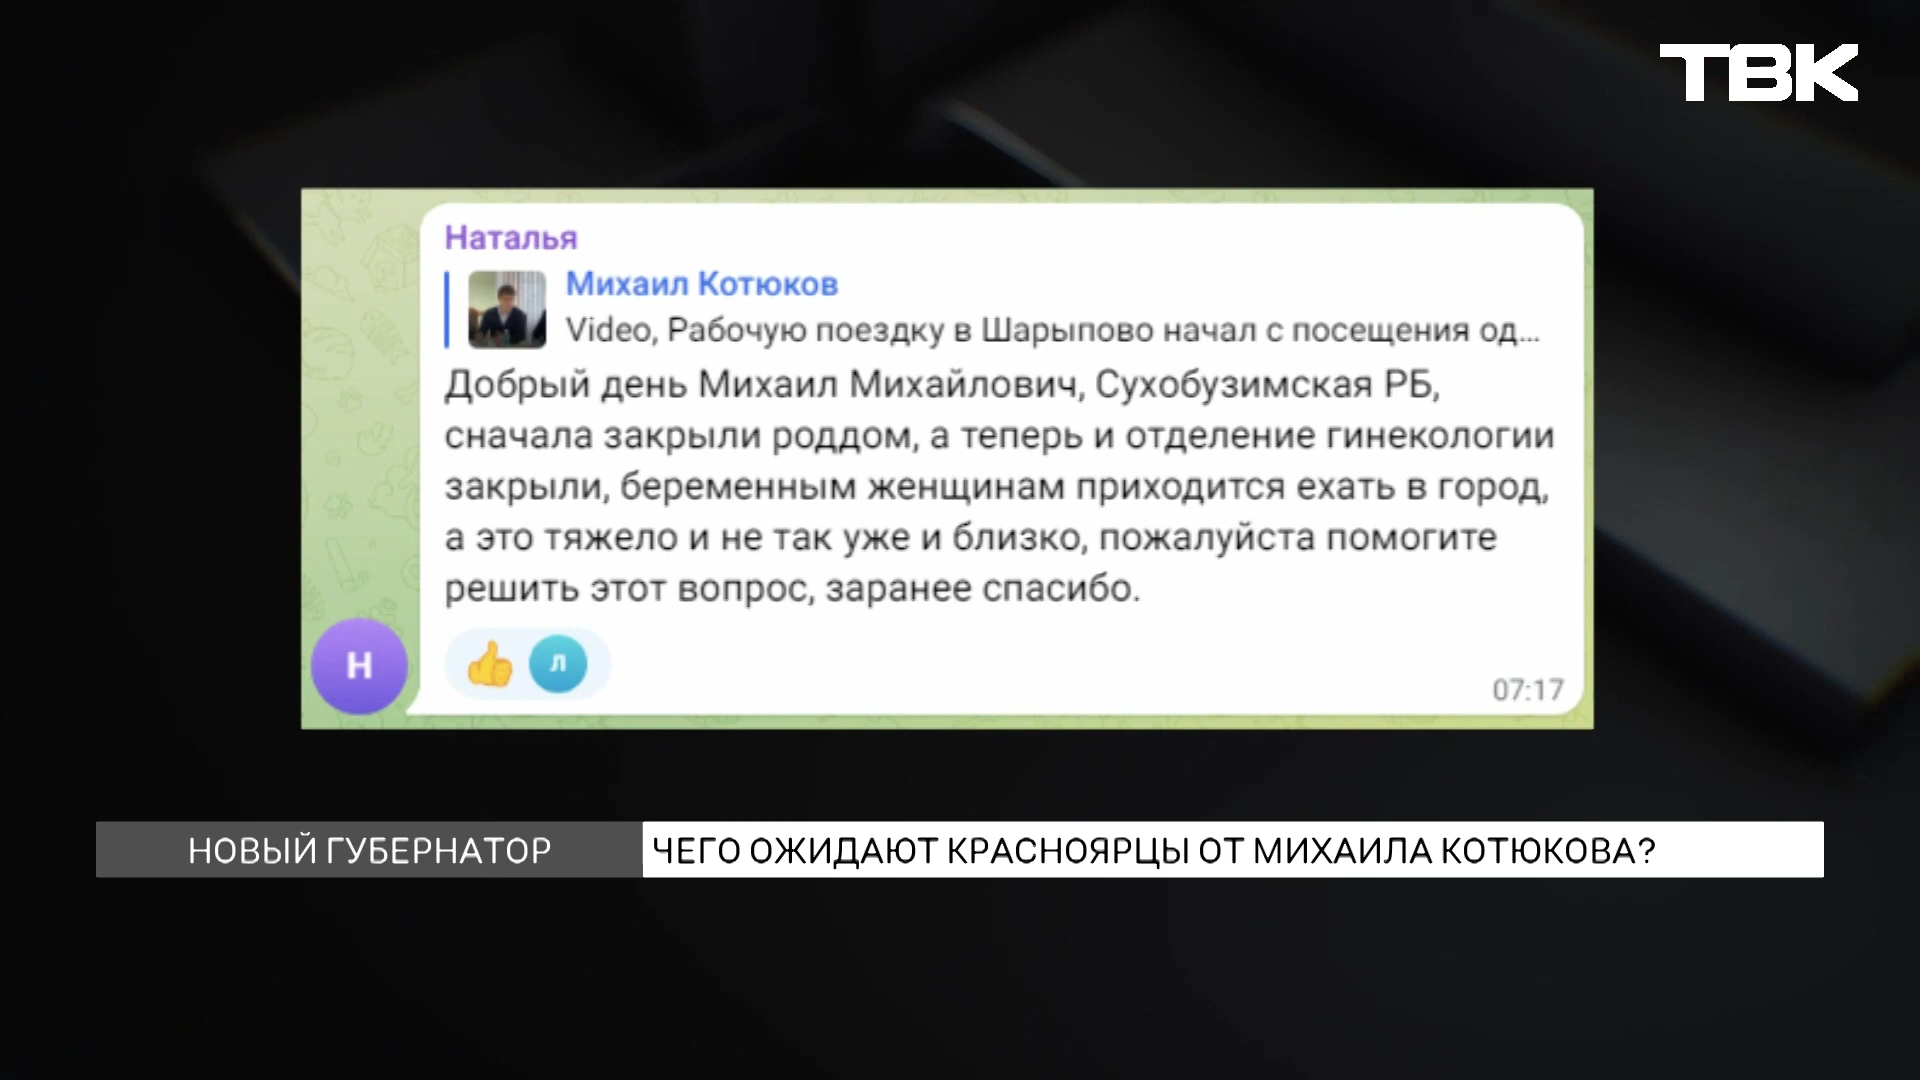 ТВК
Наталья
Михаил Котюков
Video, Рабочую поездку в Шарыпово начал с посещения од...
Добрый день Михаил Михайлович, Сухобузимская РБ,
сначала закрыли роддом, а теперь и отделение гинекологии
закрыли, беременным женщинам приходится ехать в город,
а это тяжело и не так уже и близко, пожалуйста помогите
решить этот вопрос, заранее спасибо.
Н
Л
07:17
НОВЫЙ ГУБЕРНАТОР
ЧЕГО ОЖИДАЮТ КРАСНОЯРЦЫ ОТ МИХАИЛА КОТЮКОВА?